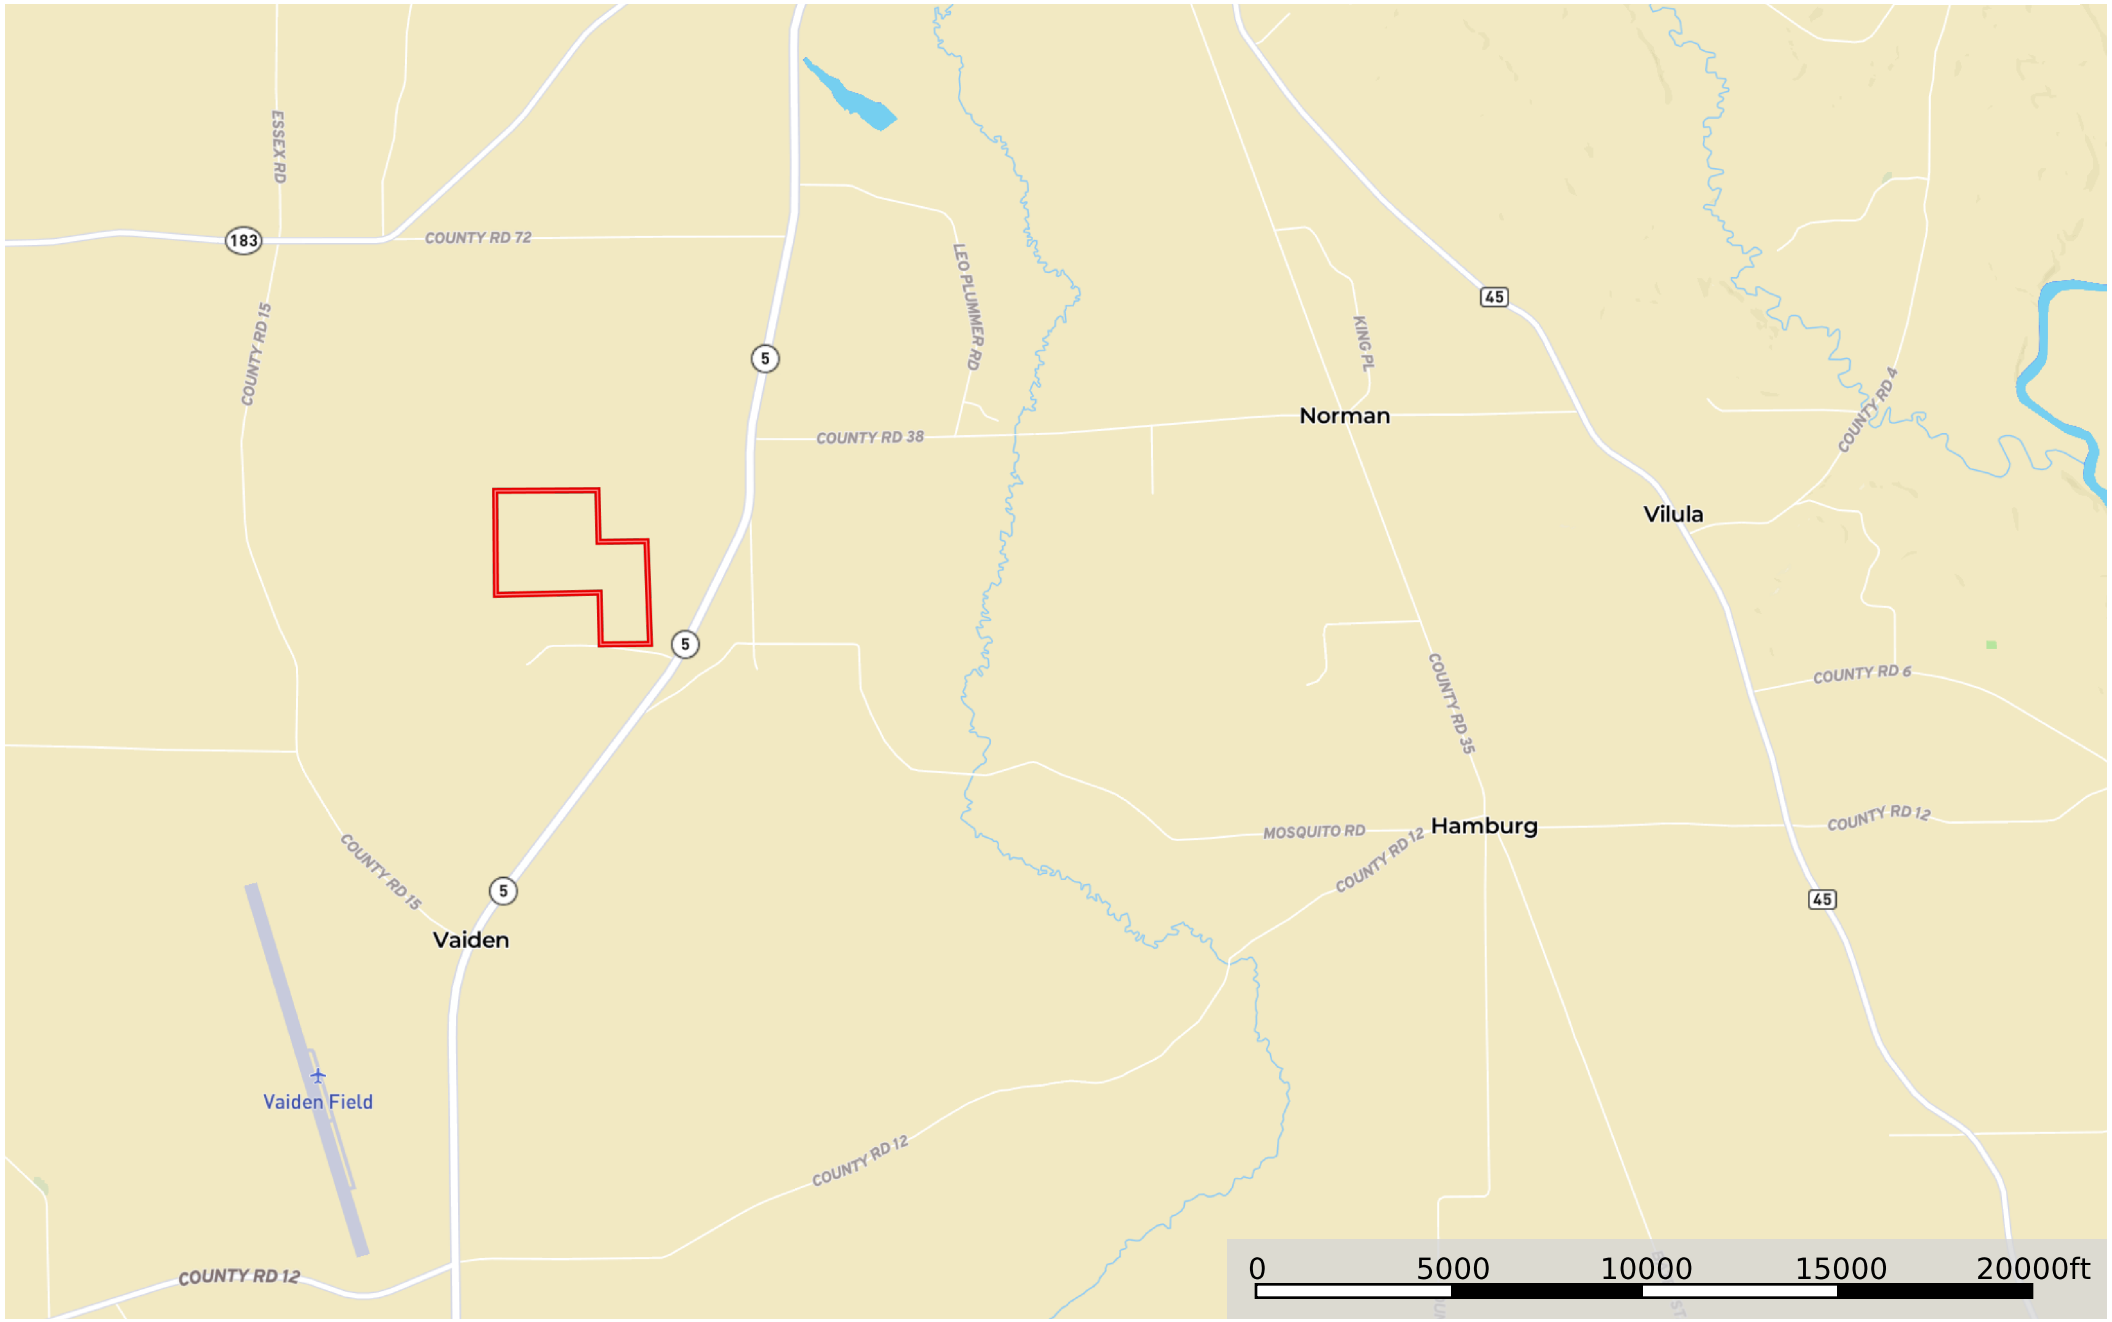 ESSEX RD
183
COUNTY RD 72
COUNTY RD 15
LEO PLUMMER RD
45
KING PL
5
COUNTY RD 4
Norman
COUNTY RD 38
Vilula
5
COUNTY RD 6
COUNTY RD 35
COUNTY RD 12
Hamburg
MOSQUITO RD
COUNTY RD 12
COUNTY RD 15
5
45
Vaiden
Vaiden Field
COUNTY RD 12
COUNTY RD 12
0 5000 10000 15000 20000ft